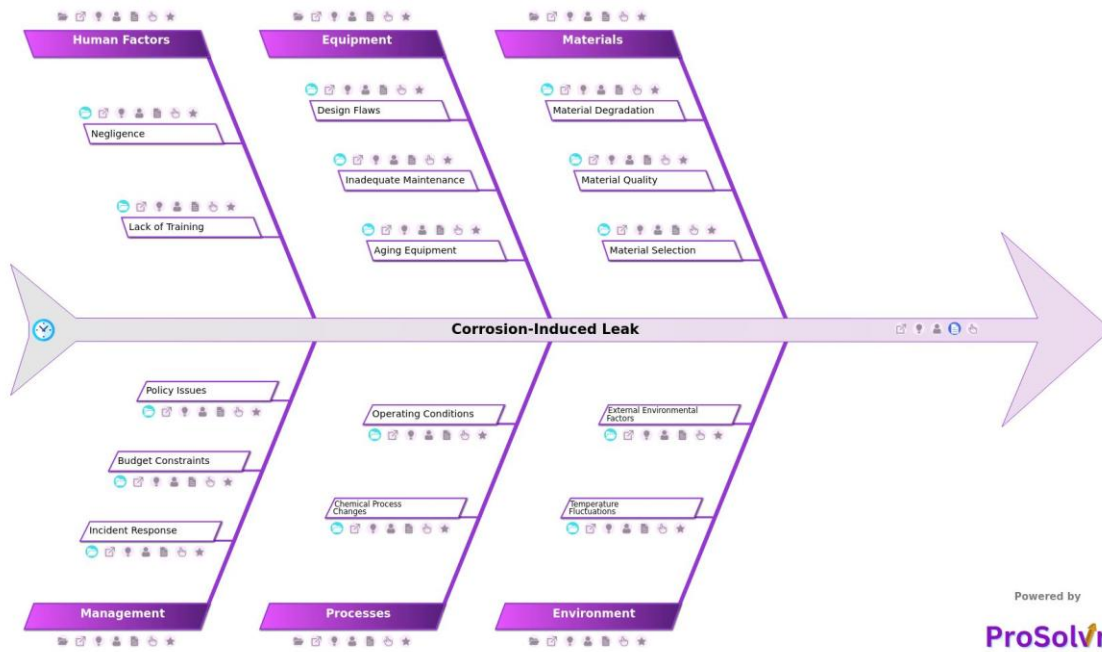 Human Factors
Equipment
Materials
Negligence
Lack of Training
Design Flaws
Inadequate Maintenance
Aging Equipment
Material Degradation
Material Quality
Material Selection
Corrosion-Induced Leak
Policy Issues
Budget Constraints
Incident Response
Operating Conditions
Chemical Process
Changes
External Environmental
Factors
Temperature
Fluctuations
Management
Processes
Environment
Powered by